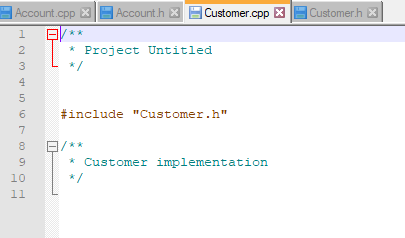 Account.cpp Account.h Customer.cpp Customer.h
1 /**
2 * Project Untitled
3 */
4
5
6 #include "Customer.h"
7
8 /**
9 * Customer implementation
10 */
11